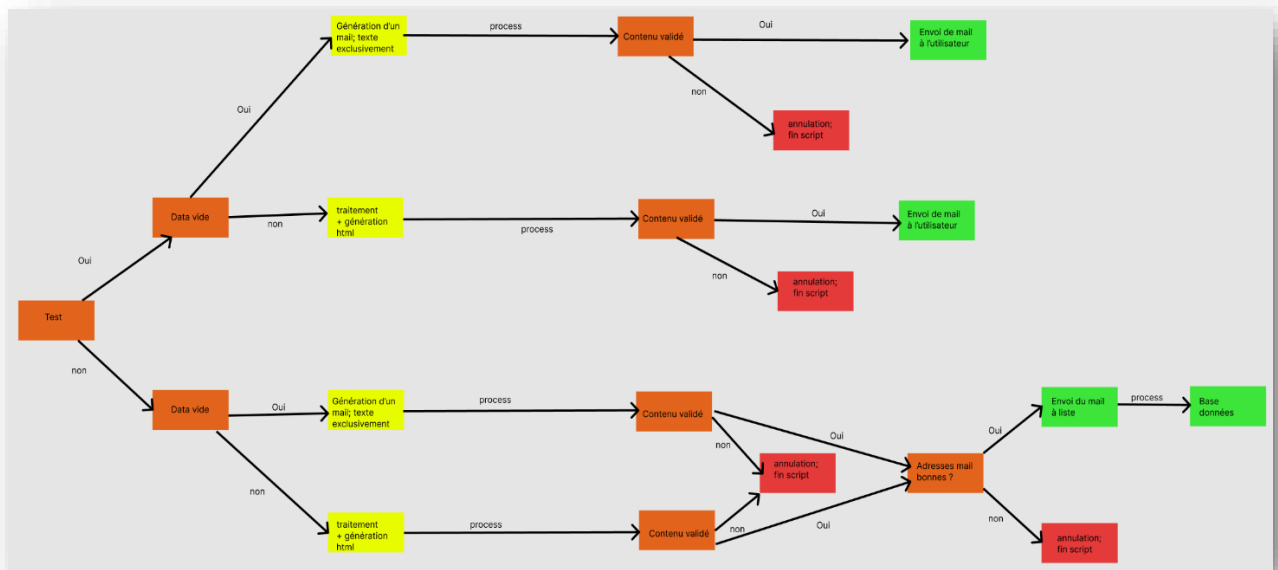 Génération d'un
mail; texte
exclusivement
process
Contenu validé
Oui
Envoi de mail
à l'utilisateur
non
annulation;
fin script
Oui
Data vide
non
traitement
+ génération
html
process
Contenu validé
Oui
Envoi de mail
à l'utilisateur
non
annulation;
fin script
Oui
Test
non
Data vide
Oui
Génération d'un
mail; texte
exclusivement
process
Contenu validé
non
Oui
annulation;
fin script
Adresses mail
bonnes ?
Oui
Envoi du mail
à liste
process
Base
données
non
traitement
+ génération
html
process
Contenu validé
non
Oui
non
annulation;
fin script